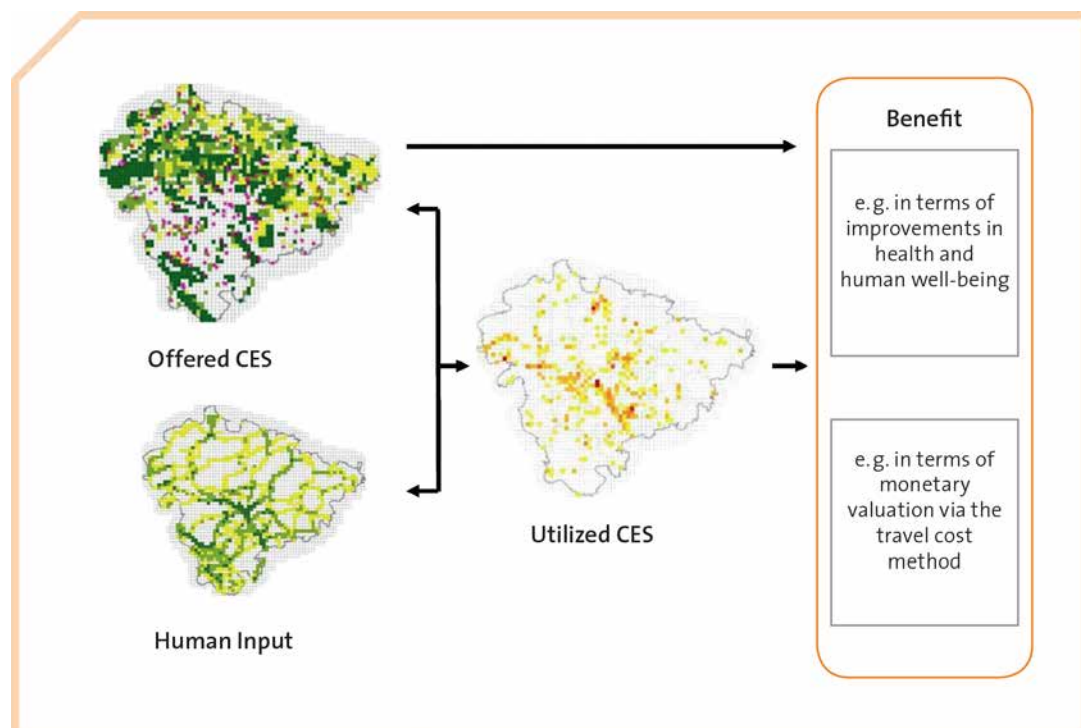 Offered CES
Human Input
Utilized CES
Benefit
e. g. in terms of
improvements in
health and
human well-being
e. g. in terms of
monetary
valuation via the
travel cost
method